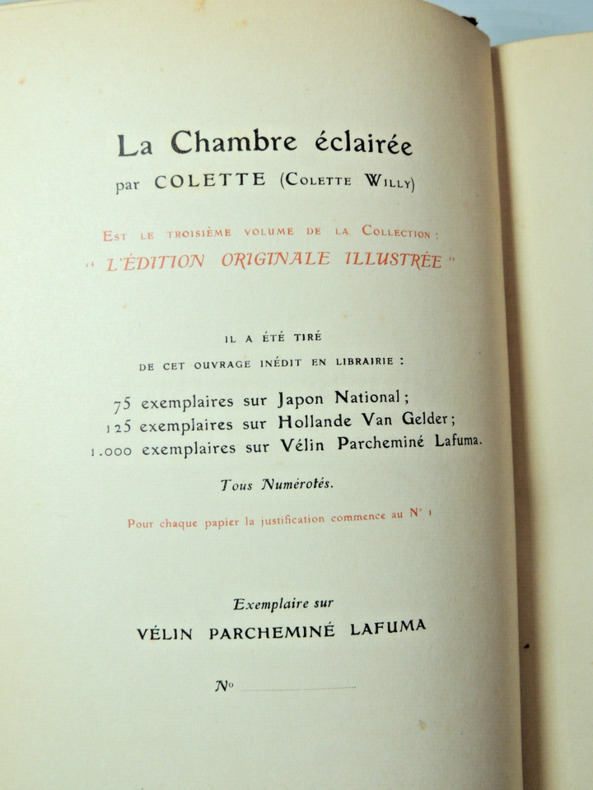 La Chambre éclairée
par COLETTE (Colette Willy)
Est le troisième volume de la Collection :
" L'ÉDITION ORIGINALE ILLUSTRÉE "
IL A ÉTÉ TIRÉ
DE CET OUVRAGE INÉDIT EN LIBRAIRIE :
75 exemplaires sur Japon National ;
125 exemplaires sur Hollande Van Gelder ;
1.000 exemplaires sur Vélin Parcheminé Lafuma.
Tous Numérotés.
Pour chaque papier la justification commence au N° 1
Exemplaire sur
VÉLIN PARCHEMINÉ LAFUMA
No